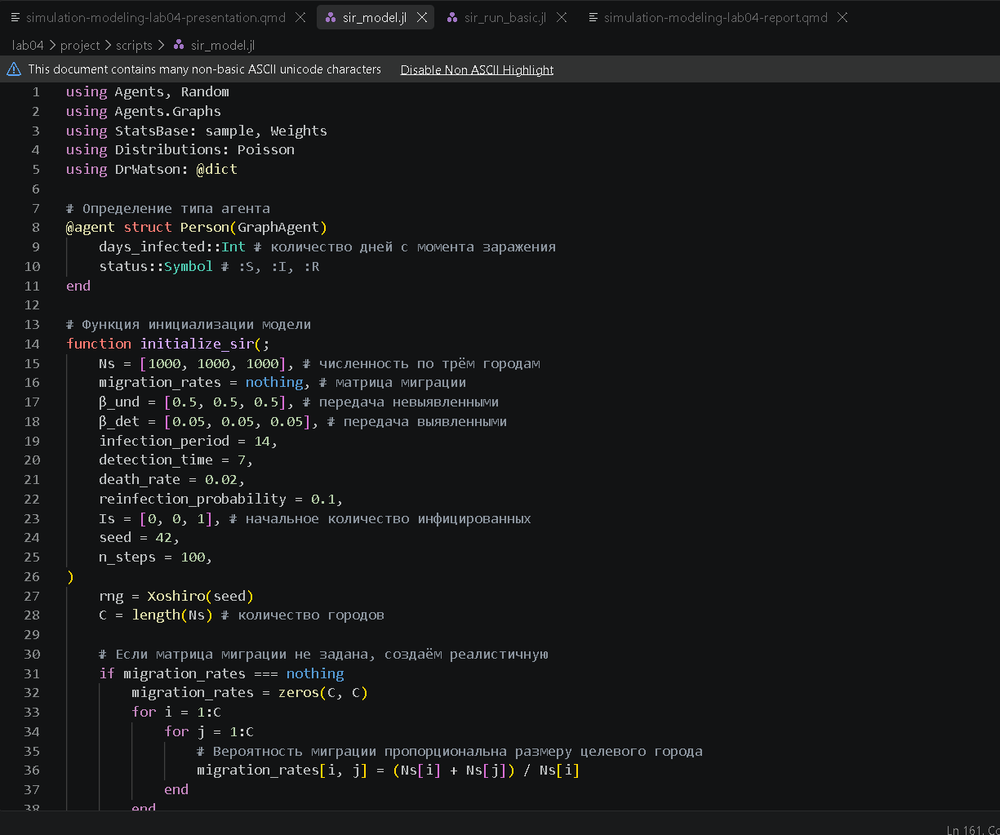 simulation-modeling-lab04-presentation.qmd sir_model.jl sir_run_basic.jl simulation-modeling-lab04-report.qmd
lab04 > project > scripts > sir_model.jl
This document contains many non-basic ASCII unicode characters Disable Non ASCII Highlight
1 using Agents, Random
2 using Agents.Graphs
3 using StatsBase: sample, Weights
4 using Distributions: Poisson
5 using DrWatson: @dict
6
7 # Определение типа агента
8 @agent struct Person(GraphAgent)
9 days_infected::Int # количество дней с момента заражения
10 status::Symbol # :S, :I, :R
11 end
12
13 # Функция инициализации модели
14 function initialize_sir(;
15 Ns = [1000, 1000, 1000], # численность по трём городам
16 migration_rates = nothing, # матрица миграции
17 β_und = [0.5, 0.5, 0.5], # передача невыявленными
18 β_det = [0.05, 0.05, 0.05], # передача выявленными
19 infection_period = 14,
20 detection_time = 7,
21 death_rate = 0.02,
22 reinfection_probability = 0.1,
23 Is = [0, 0, 1], # начальное количество инфицированных
24 seed = 42,
25 n_steps = 100,
26 )
27 rng = Xoshiro(seed)
28 C = length(Ns) # количество городов
29
30 # Если матрица миграции не задана, создаём реалистичную
31 if migration_rates === nothing
32 migration_rates = zeros(C, C)
33 for i = 1:C
34 for j = 1:C
35 # Вероятность миграции пропорциональна размеру целевого города
36 migration_rates[i, j] = (Ns[i] + Ns[j]) / Ns[i]
37 end
38 end
Ln 161, Co